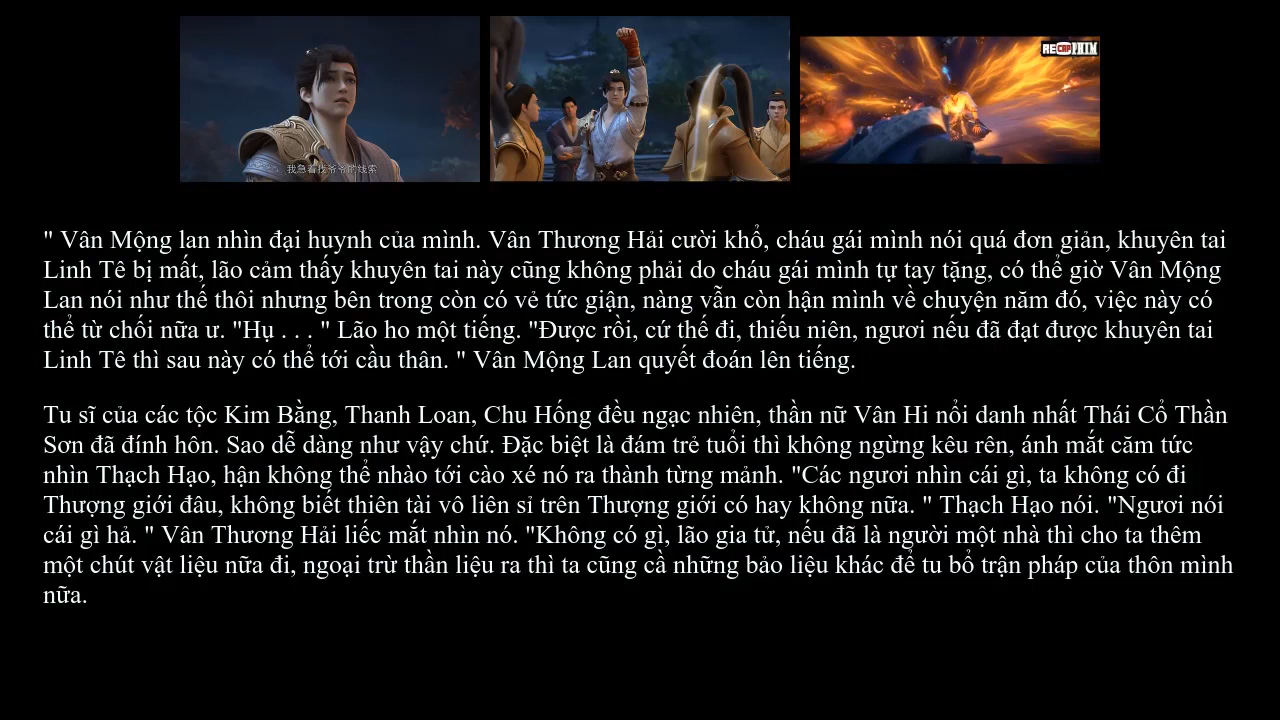 我急着找爷爷的线索
RECAP PHIM
" Vân Mộng lan nhìn đại huynh của mình. Vân Thương Hải cười khổ, cháu gái mình nói quá đơn giản, khuyên tai
Linh Tê bị mất, lão cảm thấy khuyên tai này cũng không phải do cháu gái mình tự tay tặng, có thể giờ Vân Mộng
Lan nói như thế thôi nhưng bên trong còn có vẻ tức giận, nàng vẫn còn hận mình về chuyện năm đó, việc này có
thể từ chối nữa ư. "Hụ . . . " Lão ho một tiếng. "Được rồi, cứ thế đi, thiếu niên, ngươi nếu đã đạt được khuyên tai
Linh Tê thì sau này có thể tới cầu thân. " Vân Mộng Lan quyết đoán lên tiếng.
Tu sĩ của các tộc Kim Bằng, Thanh Loan, Chu Hống đều ngạc nhiên, thần nữ Vân Hi nổi danh nhất Thái Cổ Thần
Sơn đã đính hôn. Sao dễ dàng như vậy chứ. Đặc biệt là đám trẻ tuổi thì không ngừng kêu rên, ánh mắt căm tức
nhìn Thạch Hạo, hận không thể nhào tới cào xé nó ra thành từng mảnh. "Các ngươi nhìn cái gì, ta không có đi
Thượng giới đâu, không biết thiên tài vô liên sỉ trên Thượng giới có hay không nữa. " Thạch Hạo nói. "Ngươi nói
cái gì hả. " Vân Thương Hải liếc mắt nhìn nó. "Không có gì, lão gia tử, nếu đã là người một nhà thì cho ta thêm
một chút vật liệu nữa đi, ngoại trừ thần liệu ra thì ta cũng cầ những bảo liệu khác để tu bổ trận pháp của thôn mình
nữa.